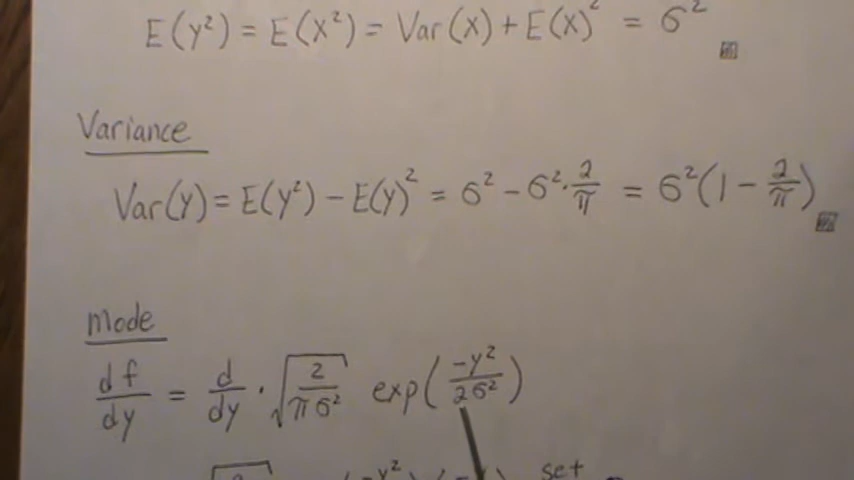 E(y²) = E(X²) = Var(X) + E(X)² = σ²
Variance
Var(Y) = E(Y²) - E(Y)² = σ² - σ² · 2/π = σ²(1 - 2/π)
Mode
df/dy = d/dy · √(2/πσ²) exp(-y²/2σ²)
set